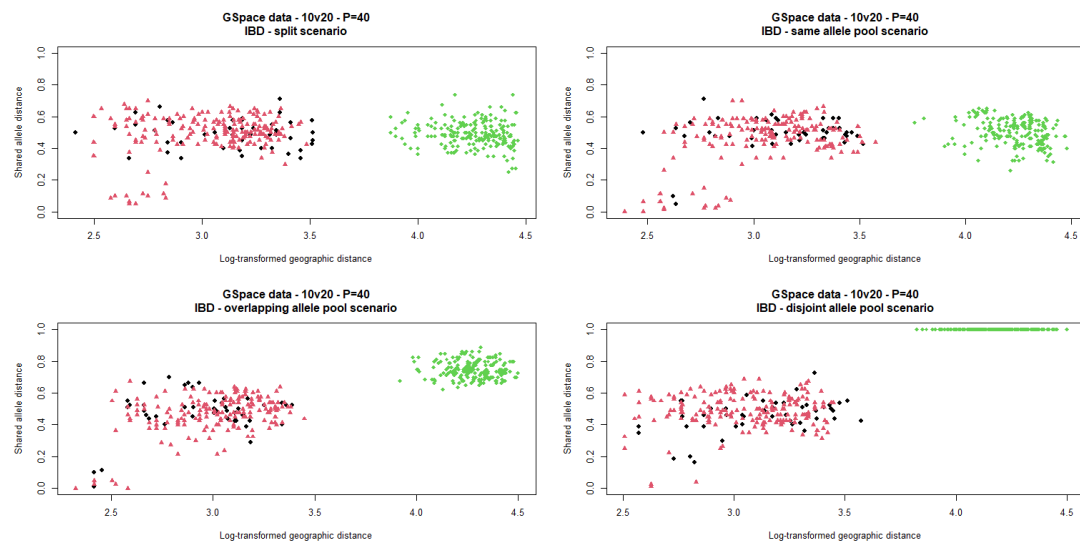 GSpace data - 10v20 - P=40
IBD - split scenario
Shared allele distance
0.0 0.2 0.4 0.6 0.8 1.0
2.5 3.0 3.5 4.0 4.5
Log-transformed geographic distance
GSpace data - 10v20 - P=40
IBD - same allele pool scenario
Shared allele distance
0.0 0.2 0.4 0.6 0.8 1.0
2.5 3.0 3.5 4.0 4.5
Log-transformed geographic distance
GSpace data - 10v20 - P=40
IBD - overlapping allele pool scenario
Shared allele distance
0.0 0.2 0.4 0.6 0.8 1.0
2.5 3.0 3.5 4.0 4.5
Log-transformed geographic distance
GSpace data - 10v20 - P=40
IBD - disjoint allele pool scenario
Shared allele distance
0.0 0.2 0.4 0.6 0.8 1.0
2.5 3.0 3.5 4.0 4.5
Log-transformed geographic distance